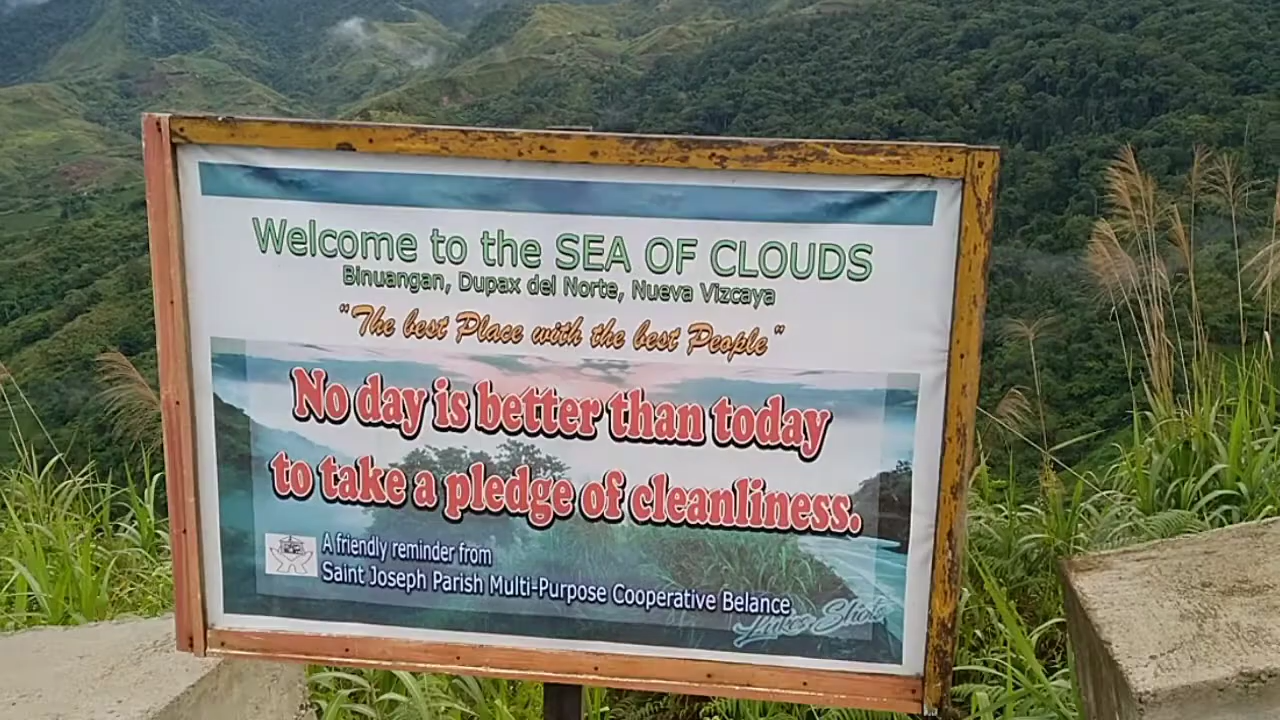 Welcome to the SEA OF CLOUDS
Binuangan, Dupax del Norte, Nueva Vizcaya
"The best Place with the best People"
No day is better than today
to take a pledge of cleanliness.
A friendly reminder from
Saint Joseph Parish Multi-Purpose Cooperative Belance
Lakes Shots